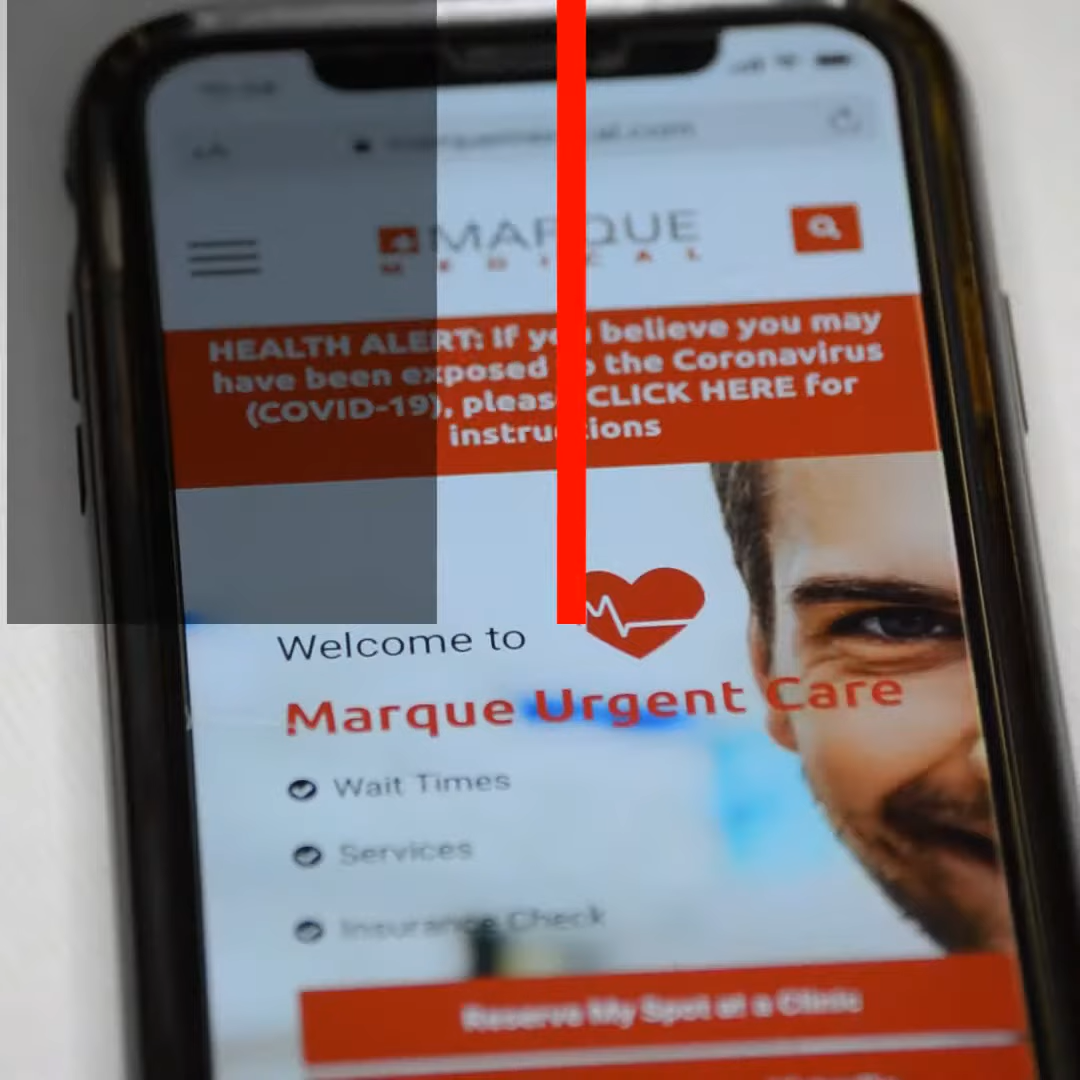 MARQUE
MEDICAL
HEALTH ALERT: If you believe you may
have been exposed to the Coronavirus
(COVID-19), please CLICK HERE for
instructions
Welcome to
Marque Urgent Care
Wait Times
Services
Insurance Check
Reserve My Spot at a Clinic